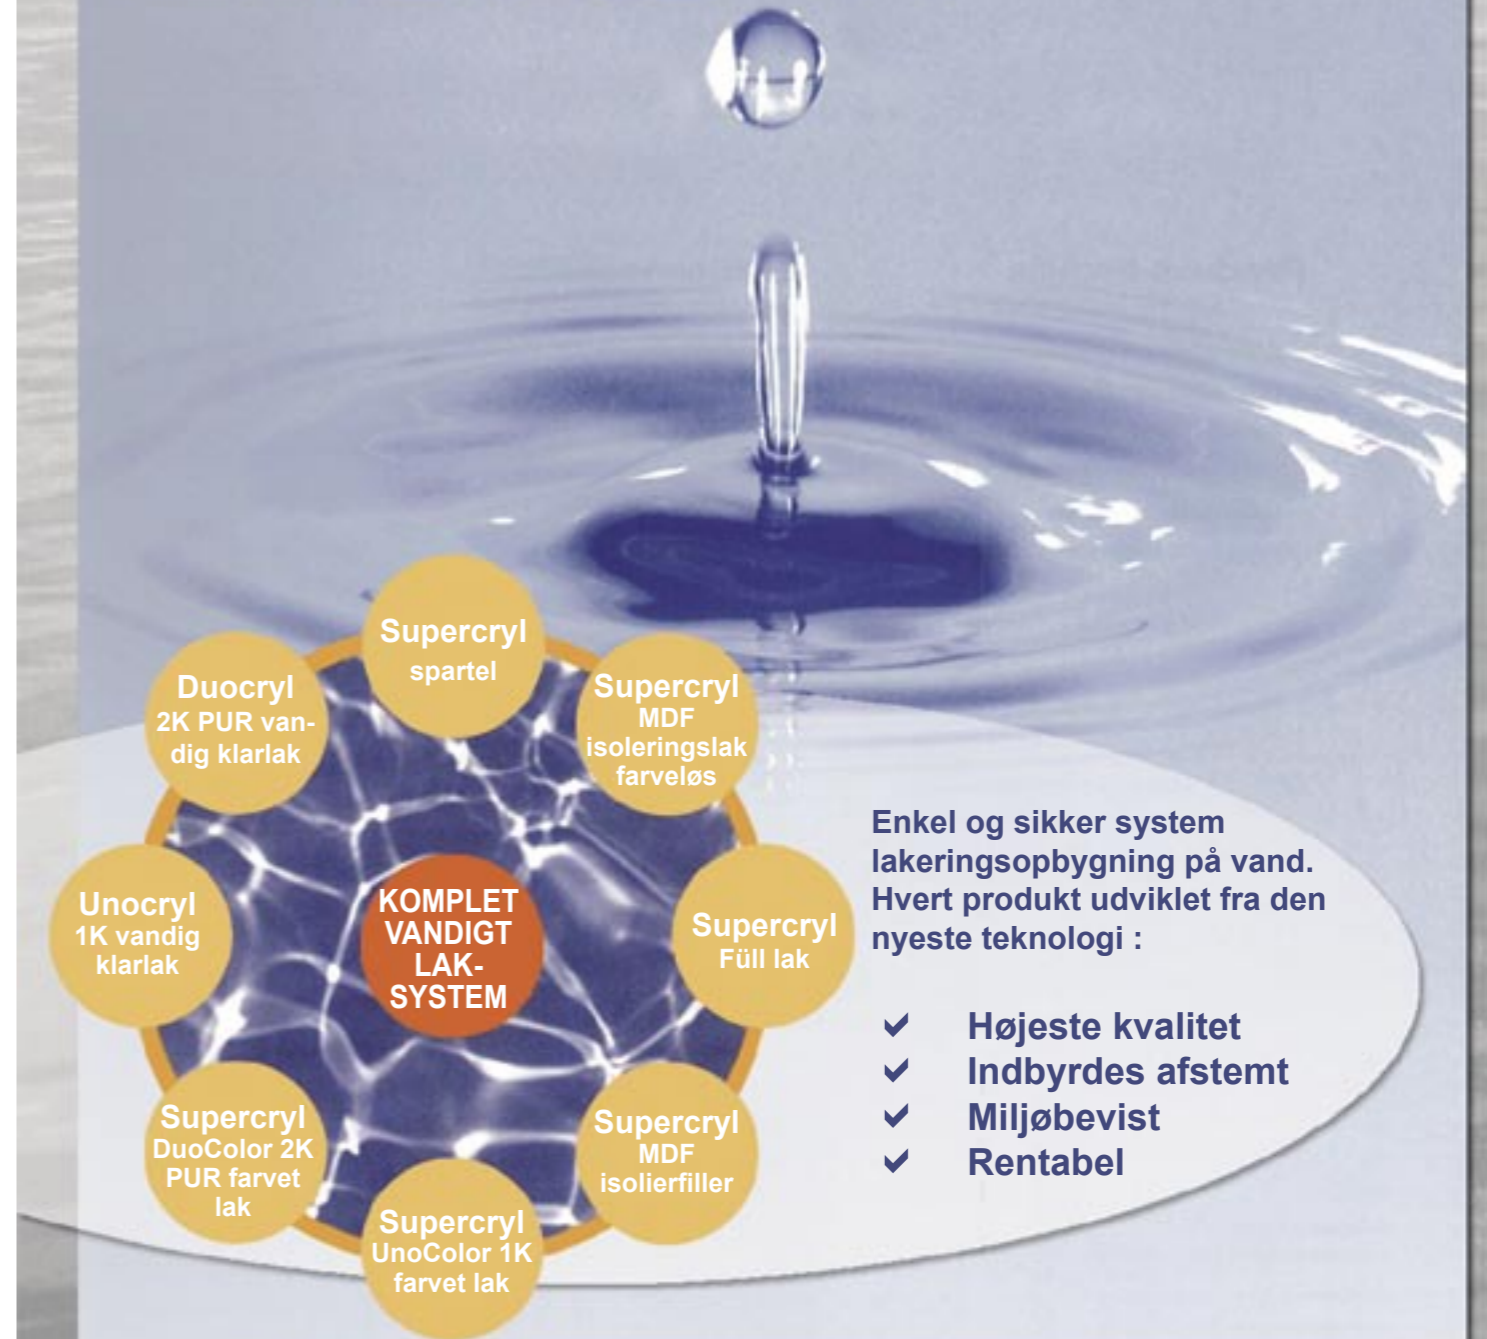 Supercryl
spartel
Duocryl
2K PUR van-
dig klarlak
Supercryl
MDF
isoleringslak
farveløs
Unocryl
1K vandig
klarlak
KOMPLET
VANDIGT
LAK-
SYSTEM
Supercryl
Füll lak
Supercryl
DuoColor 2K
PUR farvet
lak
Supercryl
MDF
isolierfiller
Supercryl
UnoColor 1K
farvet lak
Enkel og sikker system
lakeringsopbygning på vand.
Hvert produkt udviklet fra den
nyeste teknologi :
✓ Højeste kvalitet
✓ Indbyrdes afstemt
✓ Miljøbevist
✓ Rentabel